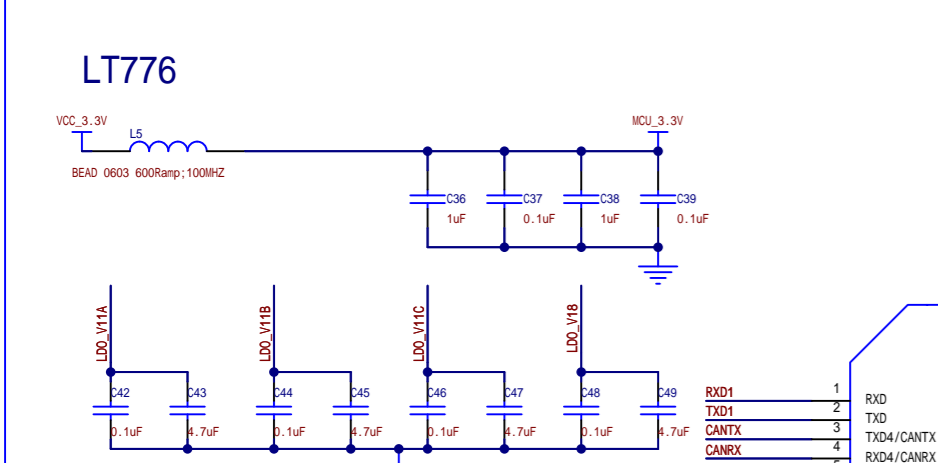 LT776
VCC_3.3V
L5
BEAD 0603 600Ramp;100MHZ
MCU_3.3V
C36
1uF
C37
0.1uF
C38
1uF
C39
0.1uF
LDO_V11A
LDO_V11B
LDO_V11C
LDO_V18
C42
0.1uF
C43
4.7uF
C44
0.1uF
C45
4.7uF
C46
0.1uF
C47
4.7uF
C48
0.1uF
C49
4.7uF
RXD1 1 RXD
TXD1 2 TXD
CANTX 3 TXD4/CANTX
CANRX 4 RXD4/CANRX